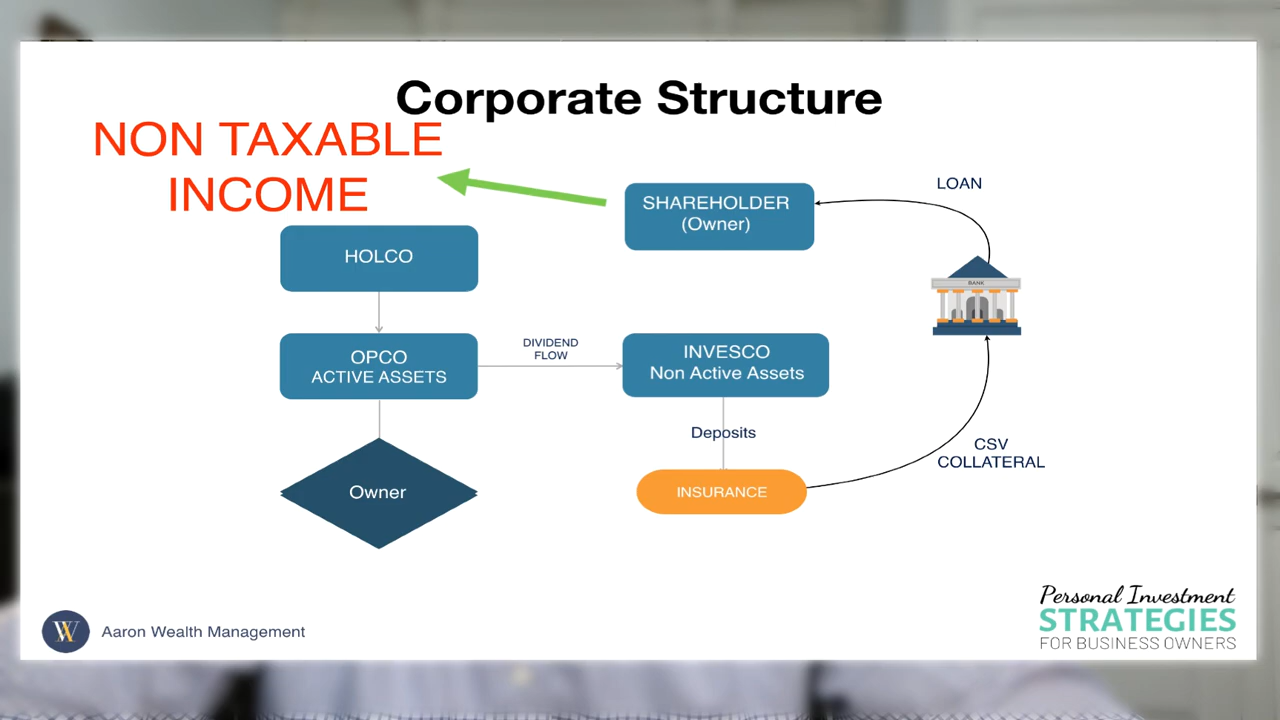 Corporate Structure
NON TAXABLE
INCOME
SHAREHOLDER
(Owner)
LOAN
HOLCO
BANK
OPCO
ACTIVE ASSETS
DIVIDEND
FLOW
INVESCO
Non Active Assets
Deposits
CSV
COLLATERAL
Owner
INSURANCE
Aaron Wealth Management
Personal Investment
STRATEGIES
FOR BUSINESS OWNERS